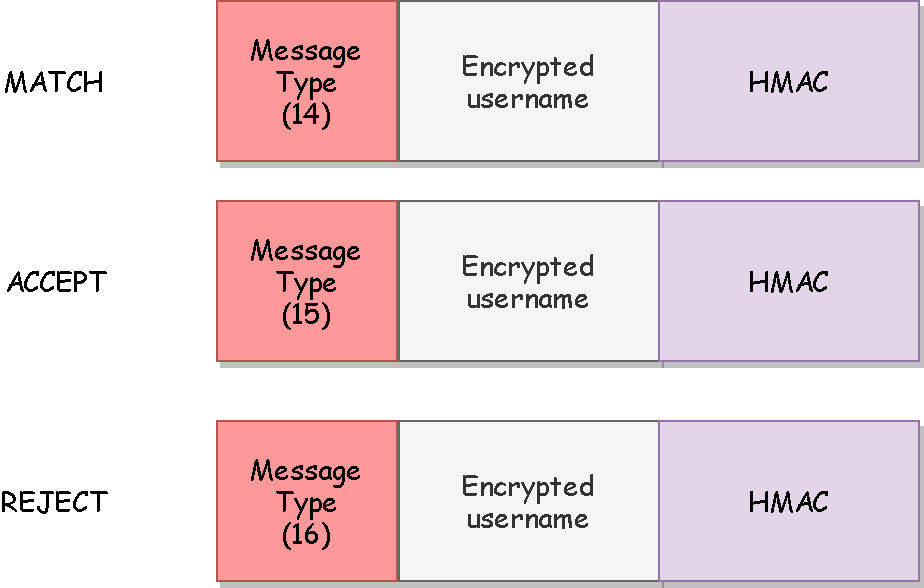 MATCH
Message
Type
(14)
Encrypted
username
HMAC
ACCEPT
Message
Type
(15)
Encrypted
username
HMAC
REJECT
Message
Type
(16)
Encrypted
username
HMAC